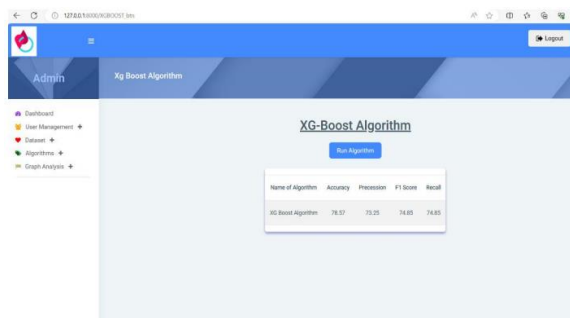 127.0.0.1:8000/XGBOOST_btn
Logout
Admin
Xg Boost Algorithm
Dashboard
User Management +
Dataset +
Algorithms +
Graph Analysis +
XG-Boost Algorithm
Run Algorithm
Name of Algorithm Accuracy Precession F1 Score Recall
XG Boost Algorithm 78.57 73.25 74.85 74.85